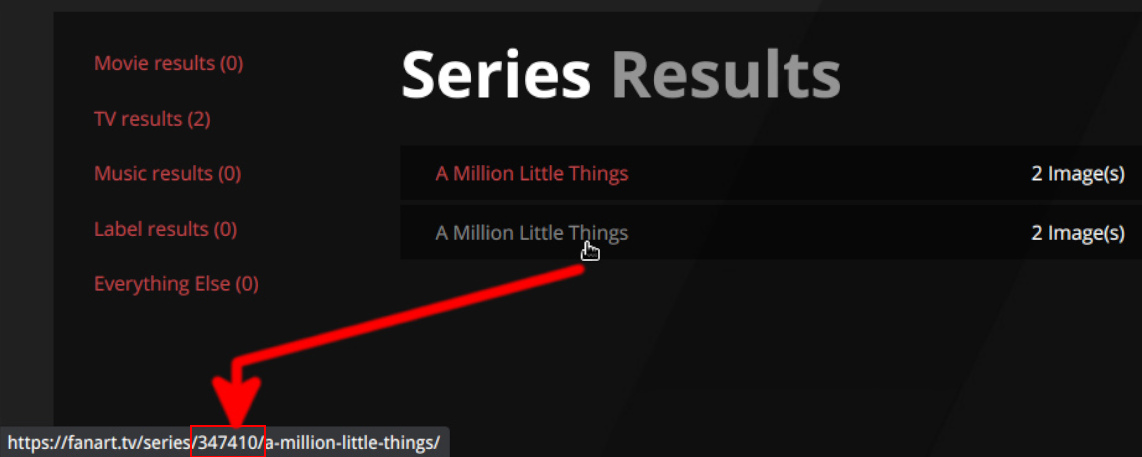 Movie results (0)
TV results (2)
Music results (0)
Label results (0)
Everything Else (0)
Series Results
A Million Little Things 2 Image(s)
A Million Little Things 2 Image(s)
https://fanart.tv/series/347410/a-million-little-things/